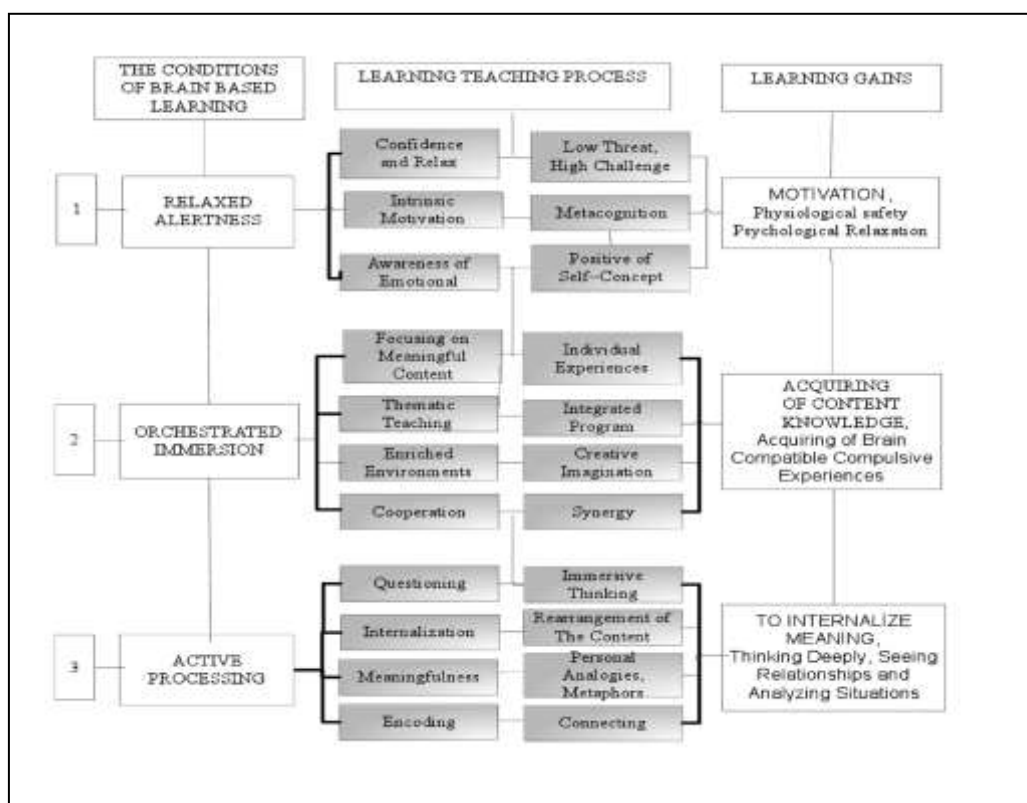 THE CONDITIONS
OF BRAIN BASED
LEARNING
LEARNING TEACHING PROCESS
LEARNING GAINS
1
RELAXED
ALERTNESS
Confidence
and Relax
Low Threat,
High Challenge
Intrinsic
Motivation
Metacognition
Awareness of
Emotional
Positive of
Self--Concept
MOTIVATION ,
Physiological safety
Psychological Relaxation
2
ORCHESTRATED
IMMERSION
Focusing on
Meaningful
Content
Individual
Experiences
Thematic
Teaching
Integrated
Program
Enriched
Environments
Creative
Imagination
Cooperation
Synergy
ACQUIRING
OF CONTENT
KNOWLEDGE,
Acquiring of Brain
Compatible Compulsive
Experiences
3
ACTIVE
PROCESSING
Questioning
Immersive
Thinking
Internalization
Rearrangement of
The Content
Meaningfulness
Personal
Analogies,
Metaphors
Encoding
Connecting
TO INTERNALIZE
MEANING,
Thinking Deeply, Seeing
Relationships and
Analyzing Situations